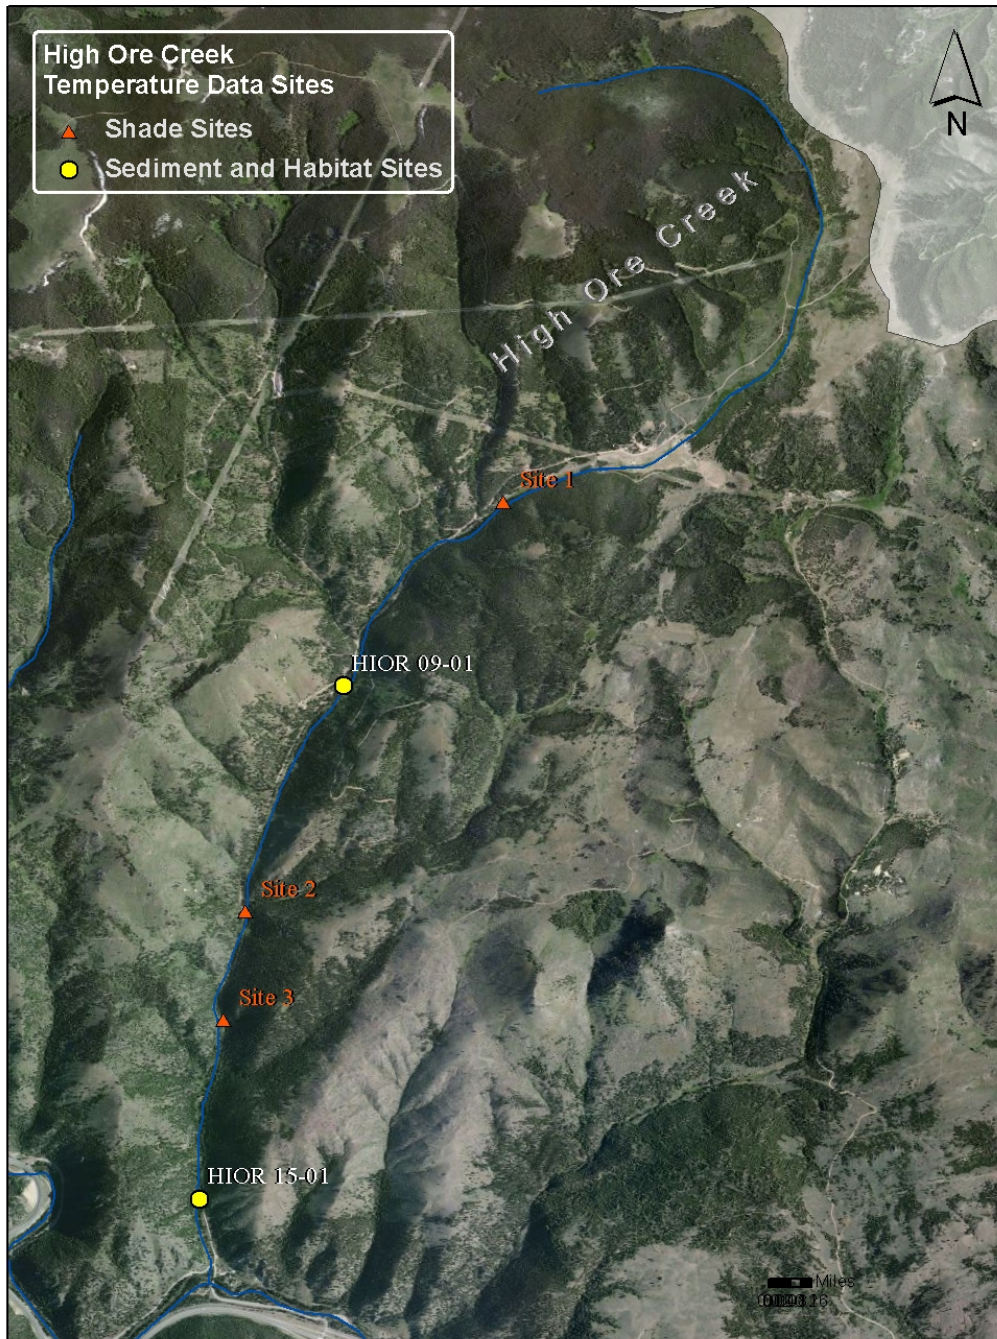 High Ore Creek
Temperature Data Sites
Shade Sites
Sediment and Habitat Sites
N
High Ore Creek
Site 1
HIOR 09-01
Site 2
Site 3
HIOR 15-01
Miles